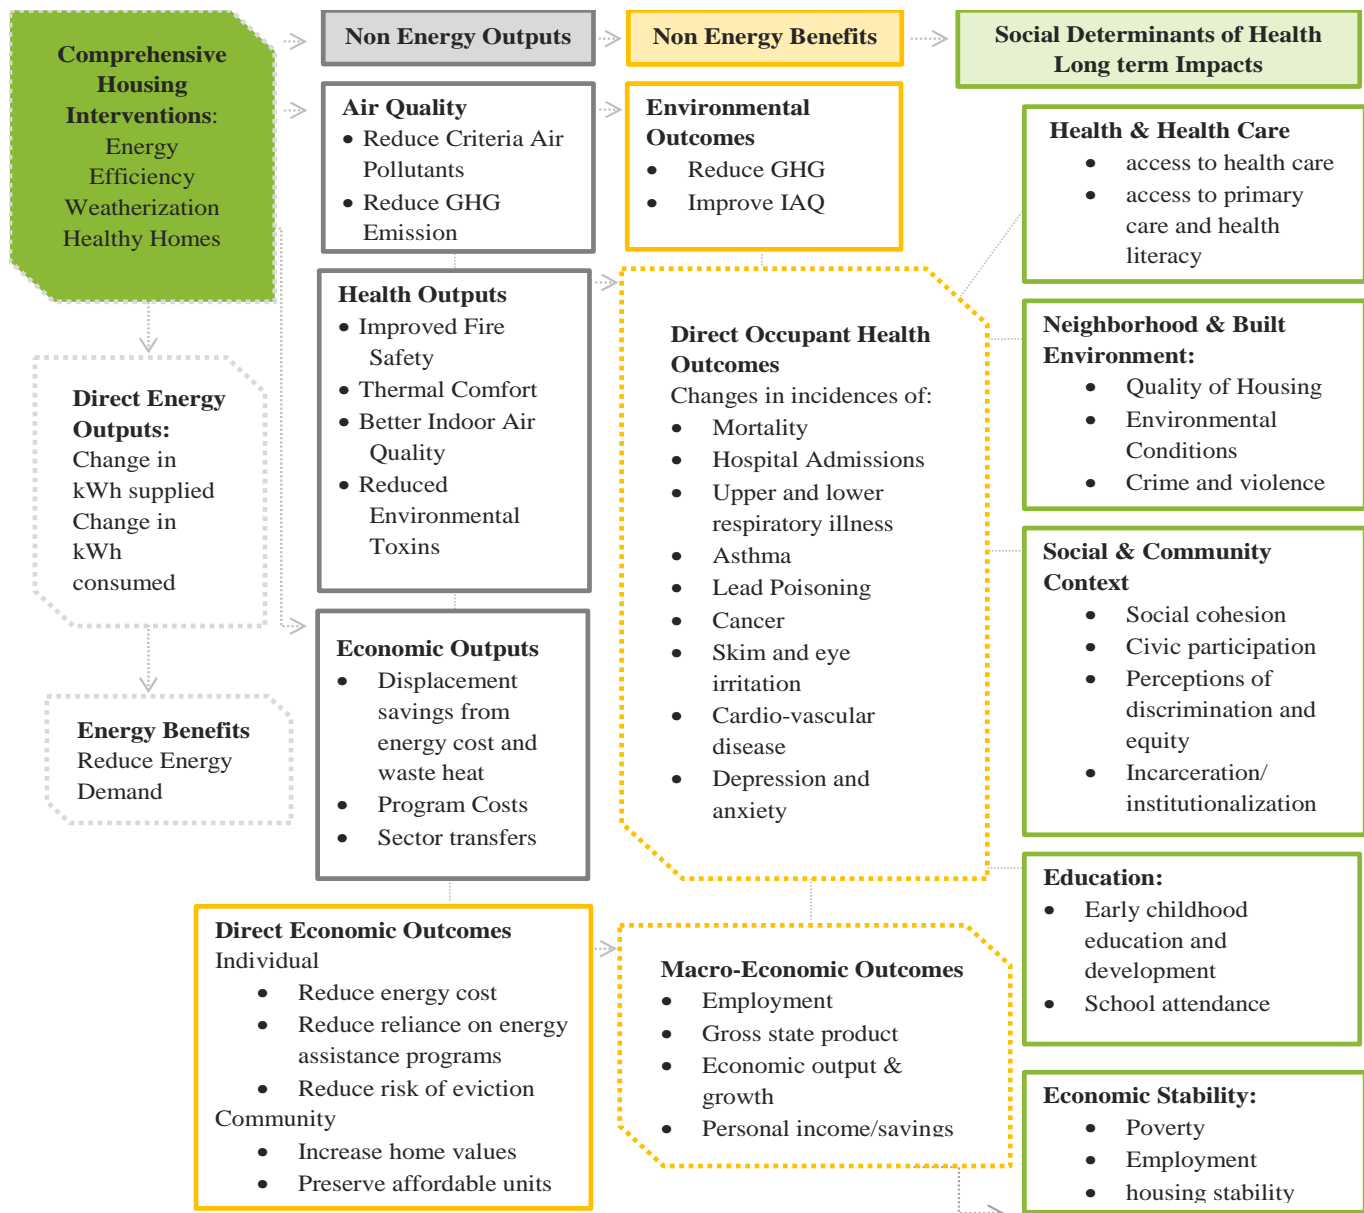 Comprehensive
Housing
Interventions:
Energy
Efficiency
Weatherization
Healthy Homes
Direct Energy
Outputs:
Change in
kWh supplied
Change in
kWh
consumed
Energy Benefits
Reduce Energy
Demand
Non Energy Outputs
Air Quality
• Reduce Criteria Air
Pollutants
• Reduce GHG
Emission
Health Outputs
• Improved Fire
Safety
• Thermal Comfort
• Better Indoor Air
Quality
• Reduced
Environmental
Toxins
Economic Outputs
• Displacement
savings from
energy cost and
waste heat
• Program Costs
• Sector transfers
Direct Economic Outcomes
Individual
• Reduce energy cost
• Reduce reliance on energy
assistance programs
• Reduce risk of eviction
Community
• Increase home values
• Preserve affordable units
Non Energy Benefits
Environmental
Outcomes
• Reduce GHG
• Improve IAQ
Direct Occupant Health
Outcomes
Changes in incidences of:
• Mortality
• Hospital Admissions
• Upper and lower
respiratory illness
• Asthma
• Lead Poisoning
• Cancer
• Skim and eye
irritation
• Cardio-vascular
disease
• Depression and
anxiety
Macro-Economic Outcomes
• Employment
• Gross state product
• Economic output &
growth
• Personal income/savings
Social Determinants of Health
Long term Impacts
Health & Health Care
• access to health care
• access to primary
care and health
literacy
Neighborhood & Built
Environment:
• Quality of Housing
• Environmental
Conditions
• Crime and violence
Social & Community
Context
• Social cohesion
• Civic participation
• Perceptions of
discrimination and
equity
• Incarceration/
institutionalization
Education:
• Early childhood
education and
development
• School attendance
Economic Stability:
• Poverty
• Employment
• housing stability